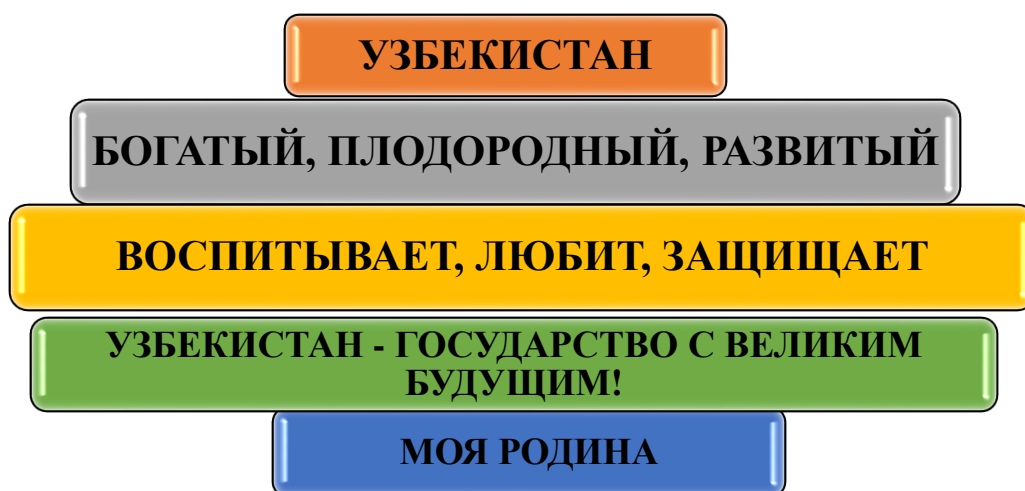 УЗБЕКИСТАН
БОГАТЫЙ, ПЛОДОРОДНЫЙ, РАЗВИТЫЙ
ВОСПИТЫВАЕТ, ЛЮБИТ, ЗАЩИЩАЕТ
УЗБЕКИСТАН - ГОСУДАРСТВО С ВЕЛИКИМ
БУДУЩИМ!
МОЯ РОДИНА